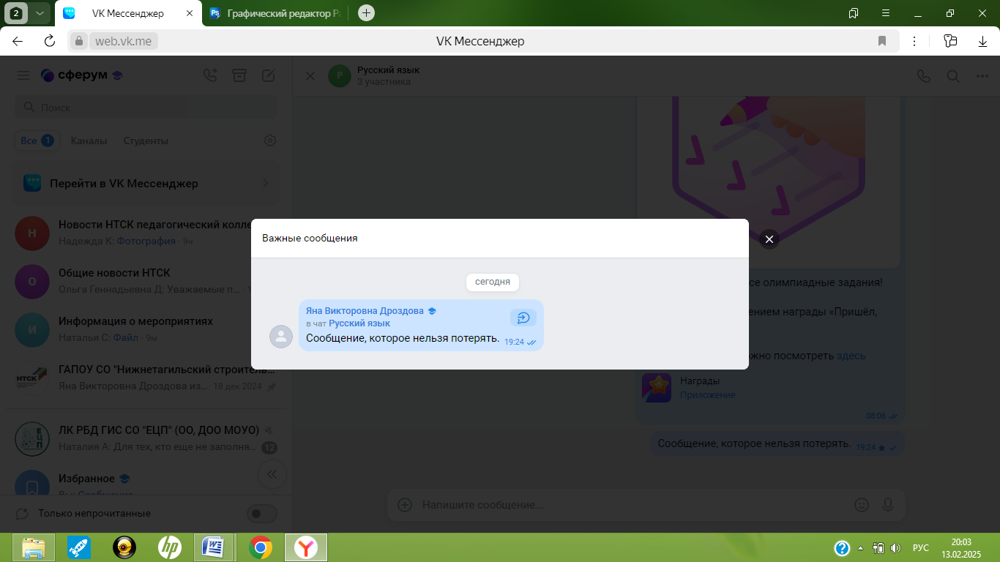 2
VK Мессенджер
Графический редактор Pa
web.vk.me
VK Мессенджер
сферум
Поиск
Все 1 Каналы Студенты
Перейти в VK Мессенджер
Н
Новости НТСК педагогический колле
Надежда К: Фотография · 9ч
О
Общие новости НТСК
Ольга Геннадьевна Д: Уважаемые п... · 1
И
Информация о мероприятиях
Наталья С: Файл · 9м
НТСК
ГАПОУ СО "Нижнетагильский строитель...
Яна Викторовна Дроздова из... · 18 дек 2024
ЕЦП
ЛК РБД ГИС СО "ЕЦП" (ОО, ДОО МОУО)
Наталия А: Для тех, кто еще не заполня... 12
Избранное
Вы: Сообщение
Только непрочитанные
Р
Русский язык
3 участника
се олимпиадные задания!
ением награды «Пришёл,
жно посмотреть здесь
Награды
Приложение
08:06
Сообщение, которое нельзя потерять. 19:24
Напишите сообщение...
Важные сообщения
сегодня
Яна Викторовна Дроздова
в чат Русский язык
Сообщение, которое нельзя потерять. 19:24
hp
W
РУС
20:03
13.02.2025